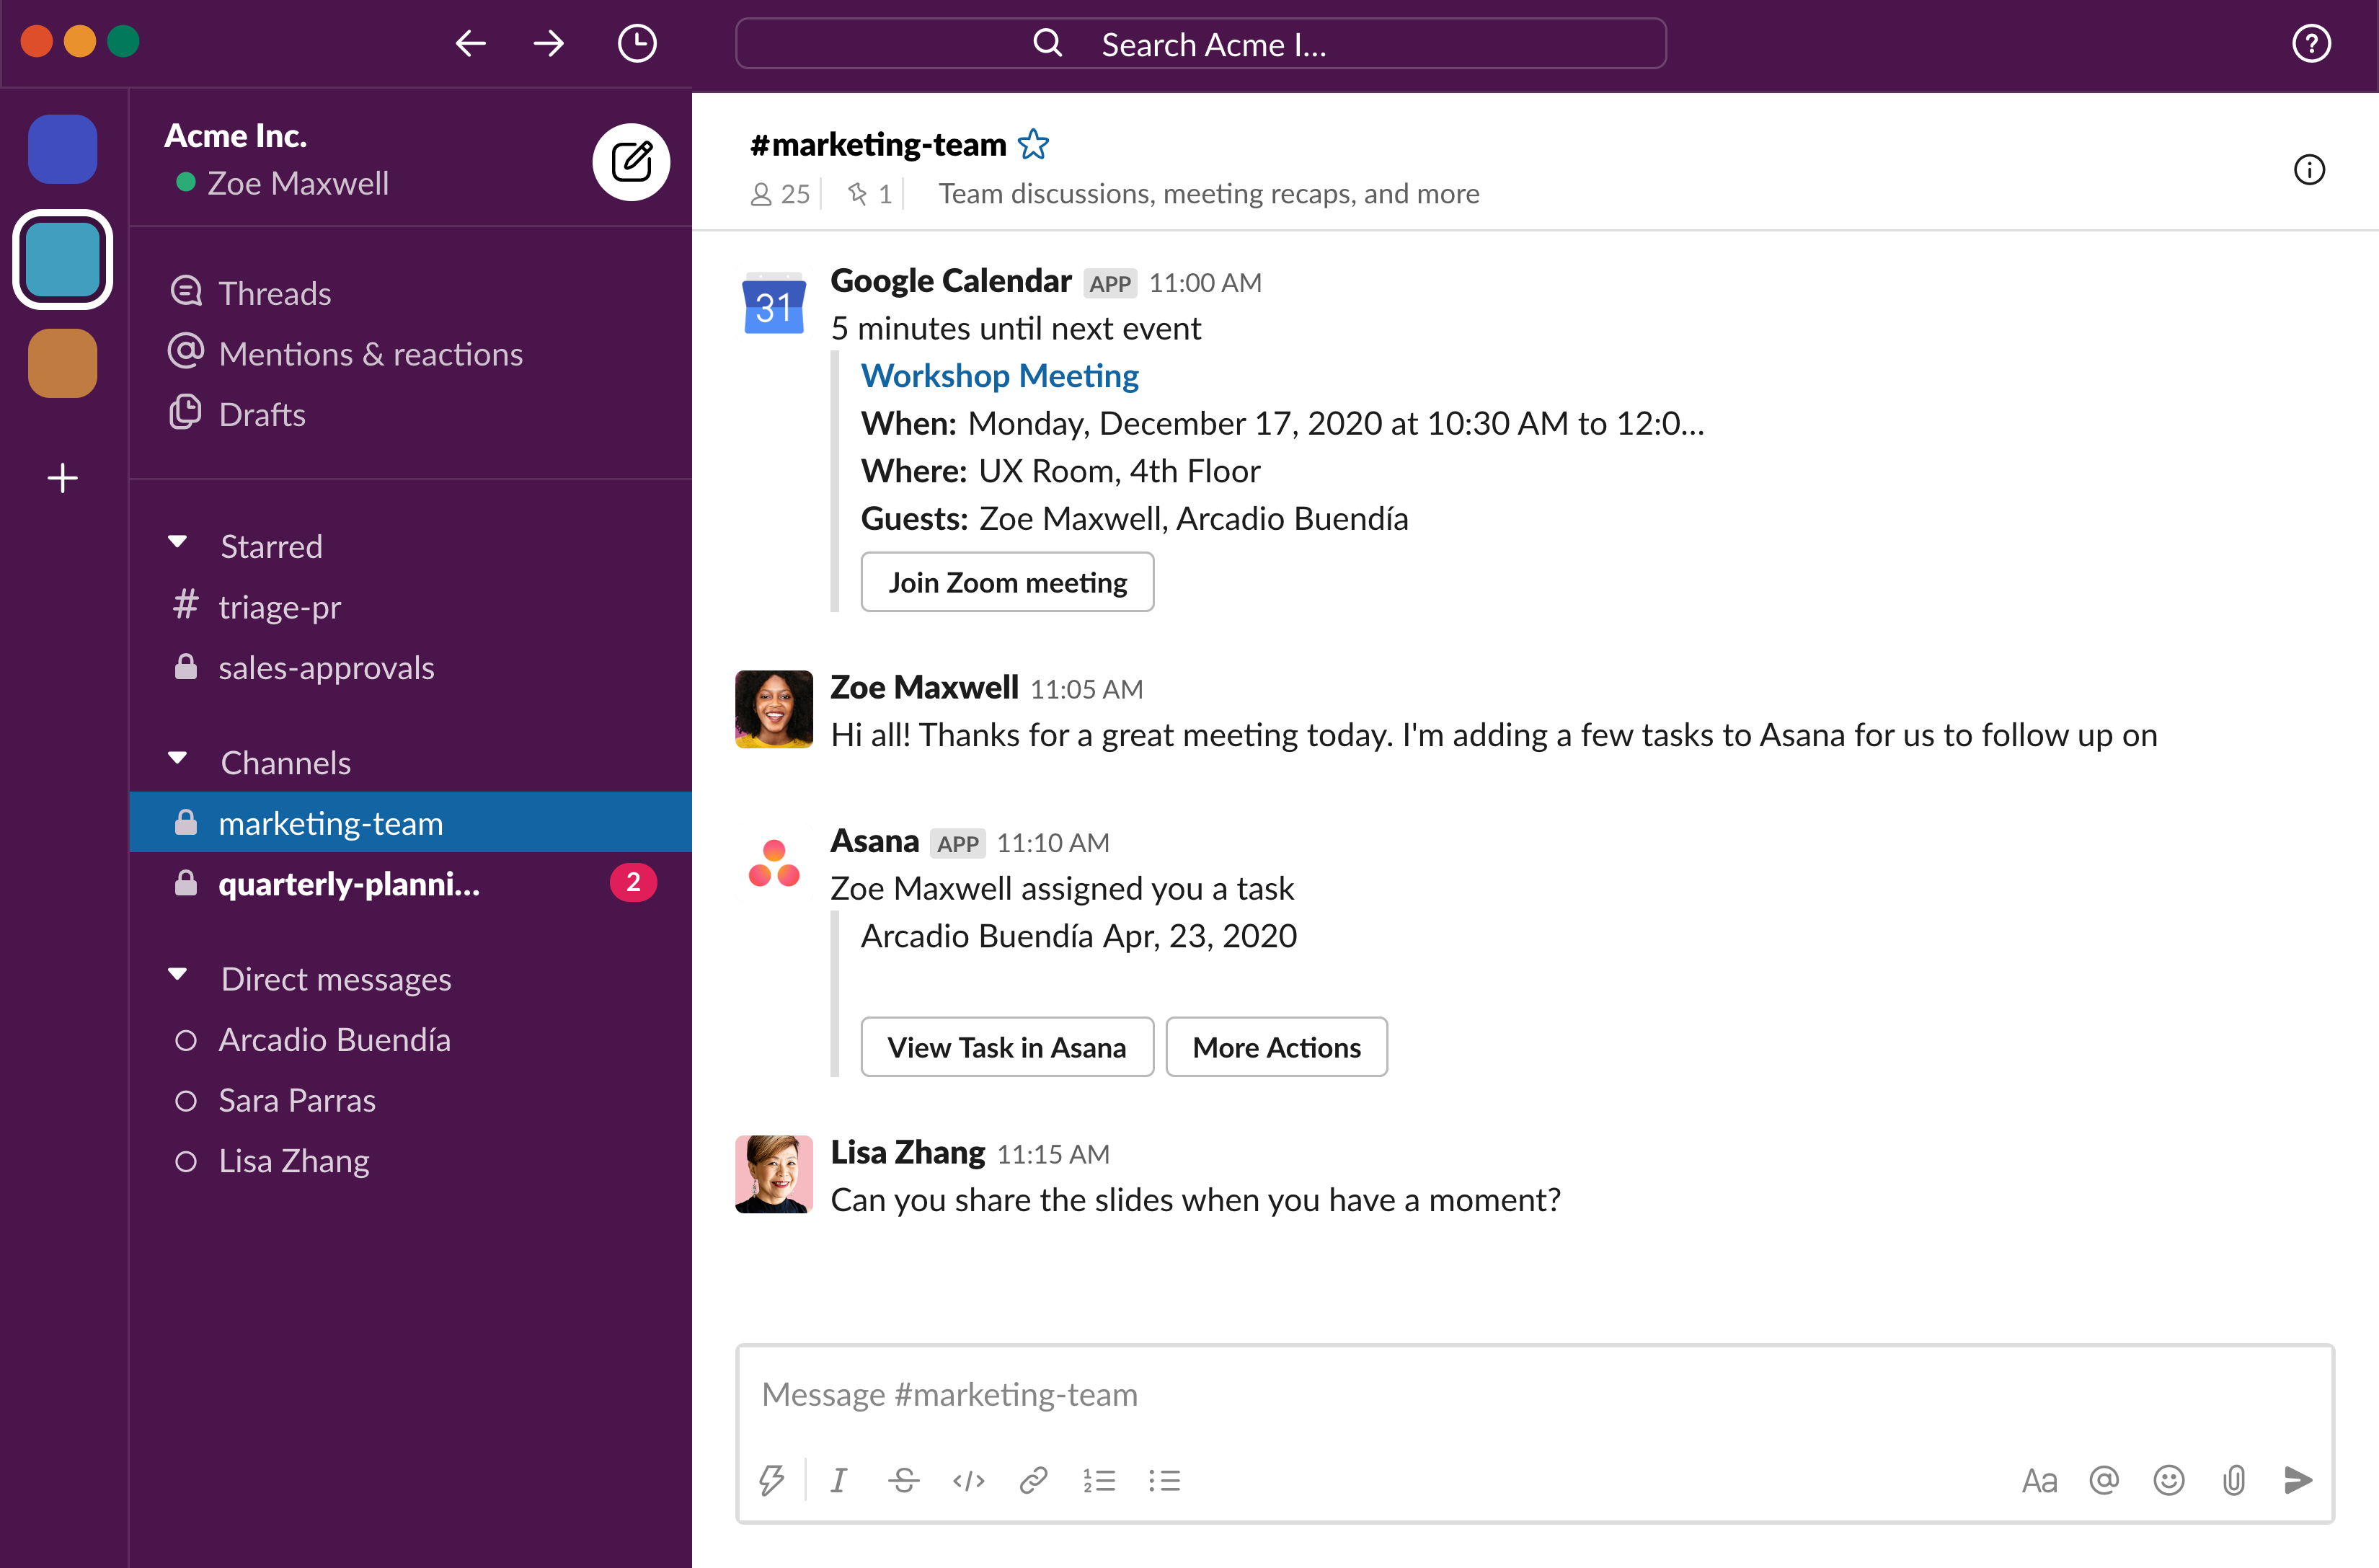 Search Acme I...
Acme Inc.
Zoe Maxwell
Threads
Mentions & reactions
Drafts
Starred
# triage-pr
sales-approvals
Channels
marketing-team
quarterly-planni... 2
Direct messages
Arcadio Buendía
Sara Parras
Lisa Zhang
#marketing-team
25 1 Team discussions, meeting recaps, and more
31
Google Calendar APP 11:00 AM
5 minutes until next event
Workshop Meeting
When: Monday, December 17, 2020 at 10:30 AM to 12:0...
Where: UX Room, 4th Floor
Guests: Zoe Maxwell, Arcadio Buendía
Join Zoom meeting
Zoe Maxwell 11:05 AM
Hi all! Thanks for a great meeting today. I'm adding a few tasks to Asana for us to follow up on
Asana APP 11:10 AM
Zoe Maxwell assigned you a task
Arcadio Buendía Apr, 23, 2020
View Task in Asana More Actions
Lisa Zhang 11:15 AM
Can you share the slides when you have a moment?
Message #marketing-team
Aa